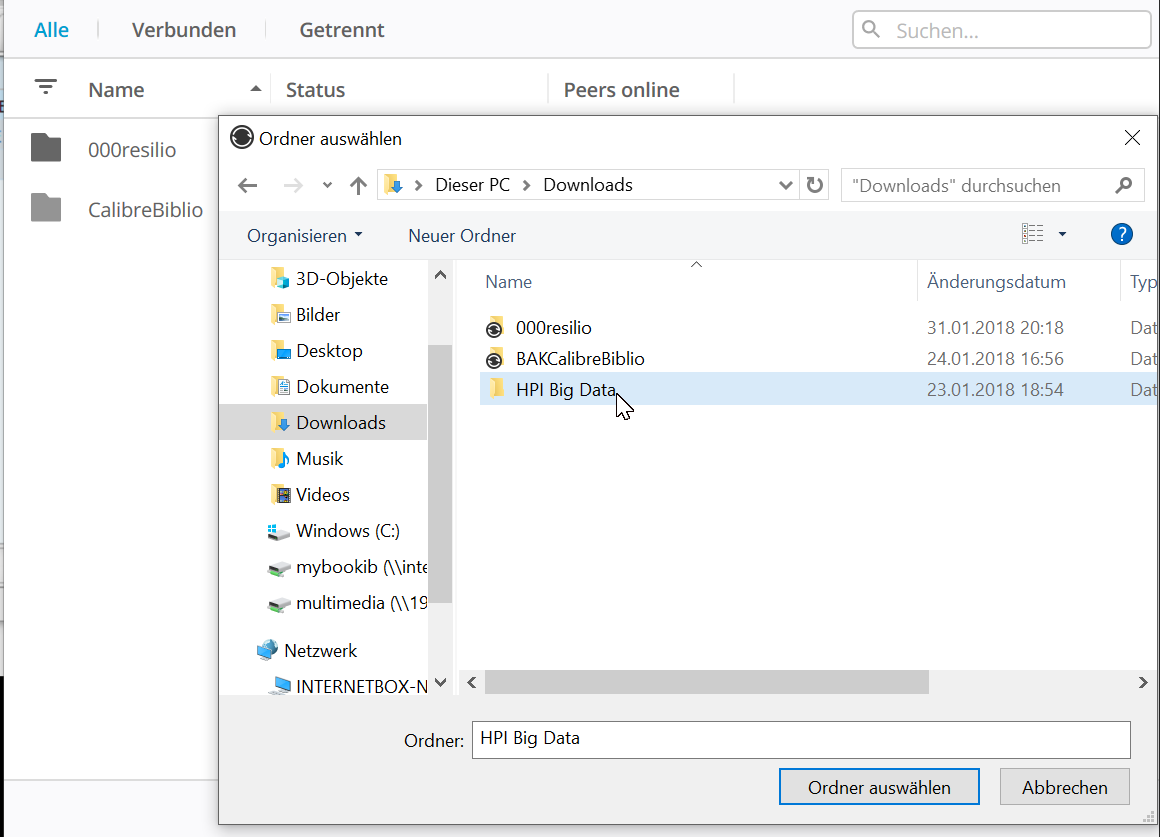 Alle Verbunden Getrennt Suchen...
Name Status Peers online
000resilio
CalibreBiblio
Ordner auswählen
Dieser PC Downloads "Downloads" durchsuchen
Organisieren Neuer Ordner ?
Name Änderungsdatum Typ
3D-Objekte
Bilder
Desktop
Dokumente
Downloads
Musik
Videos
Windows (C:)
mybookib (\\inte
multimedia (\\19
Netzwerk
INTERNETBOX-N
000resilio 31.01.2018 20:18 Dat
BAKCalibreBiblio 24.01.2018 16:56 Dat
HPI Big Data 23.01.2018 18:54 Dat
Ordner: HPI Big Data
Ordner auswählen Abbrechen